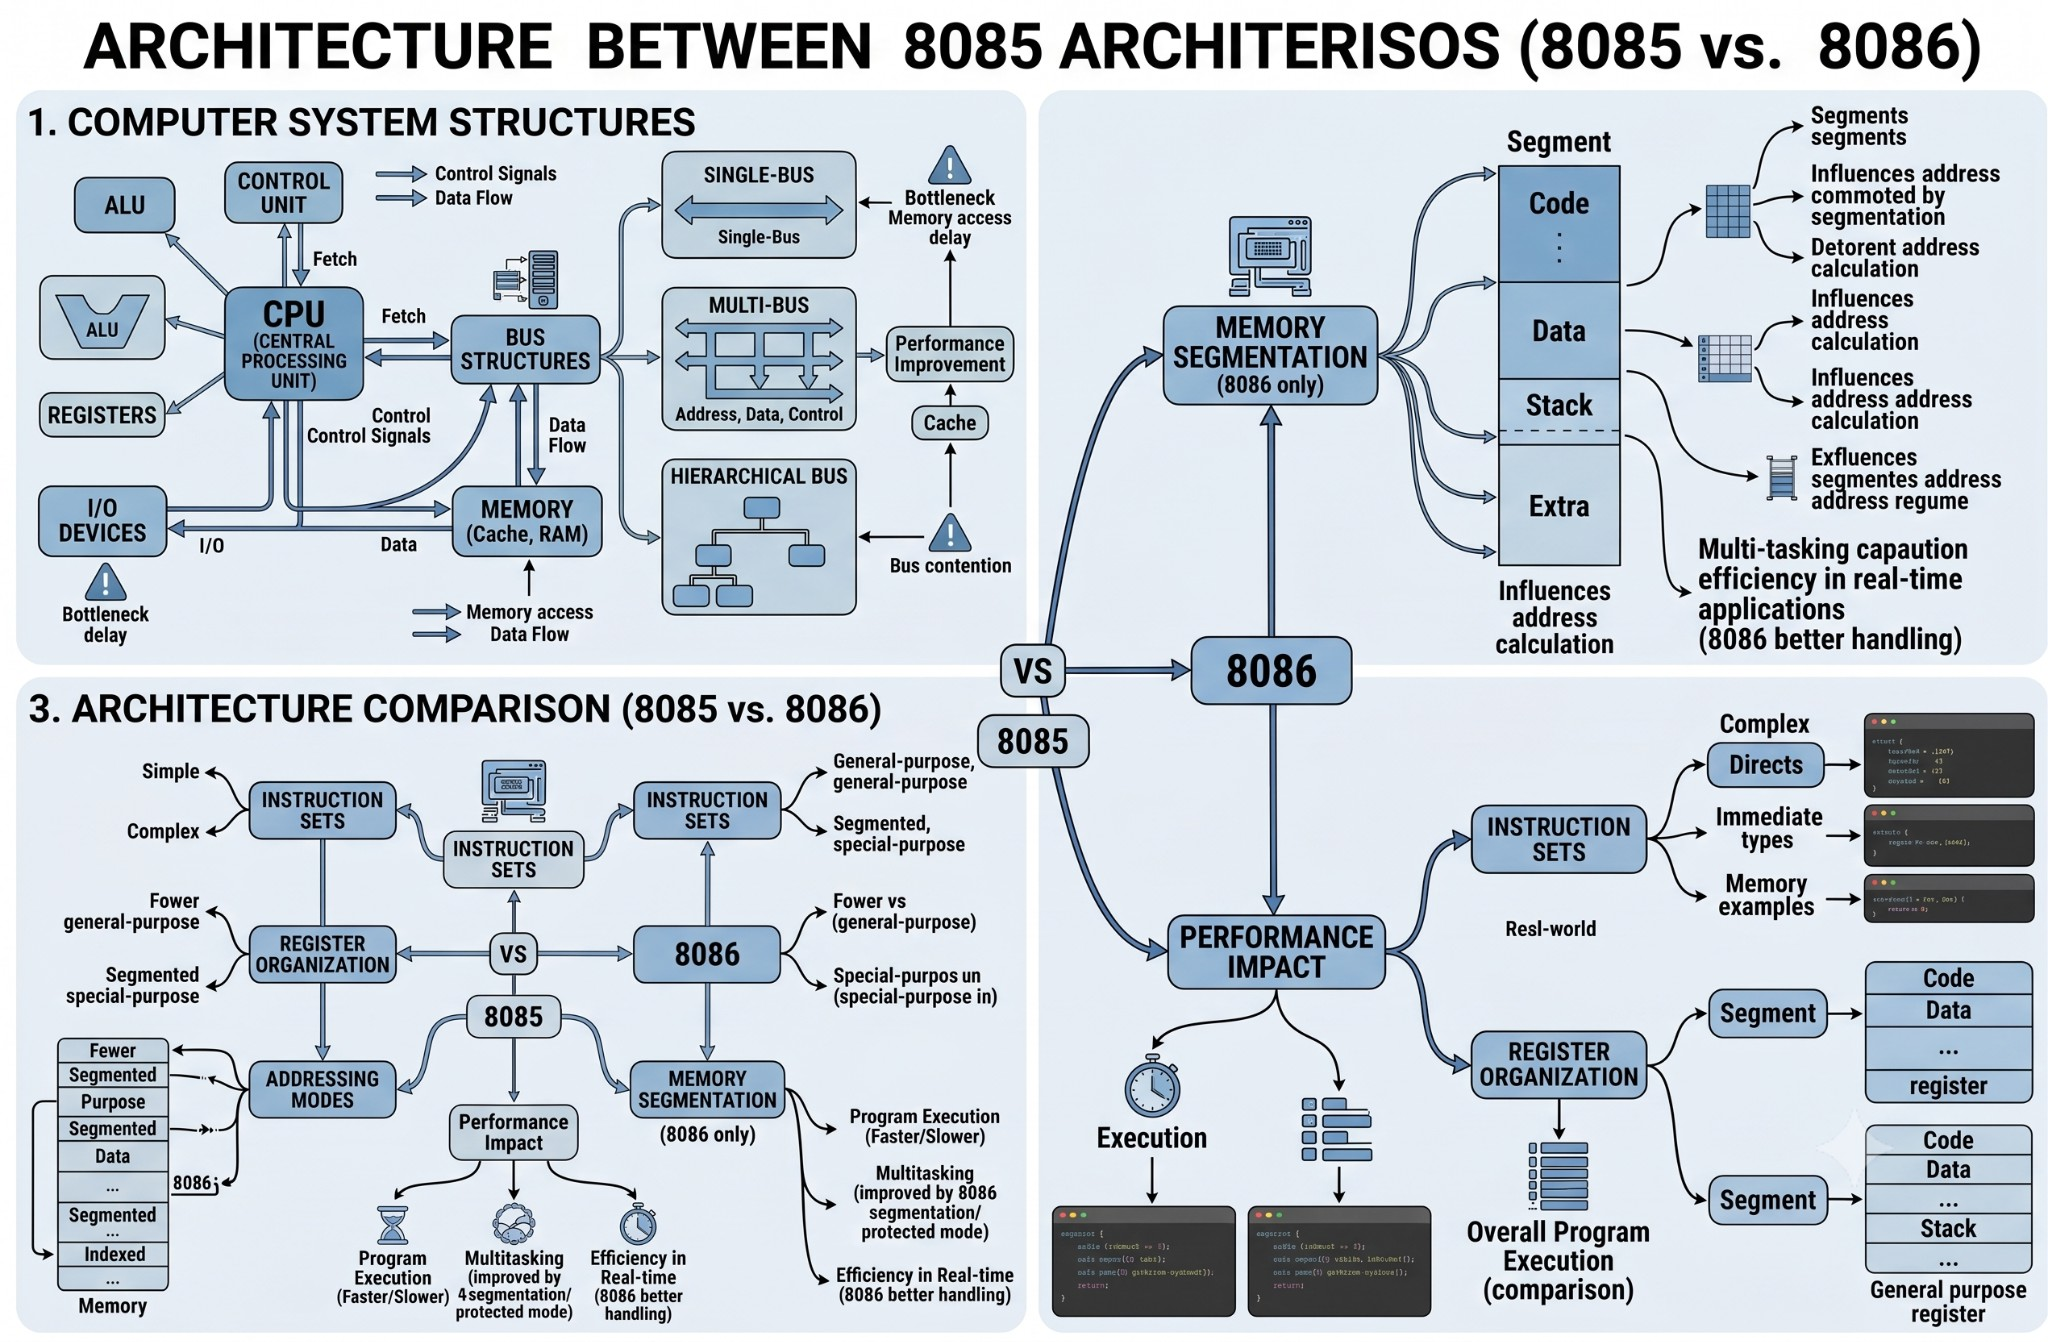 ARCHITECTURE BETWEEN 8085 ARCHITERISOS (8085 vs. 8086)
1. COMPUTER SYSTEM STRUCTURES
ALU
CONTROL
UNIT
Control Signals
Data Flow
Fetch
ALU
CPU
(CENTRAL
PROCESSING
UNIT)
Fetch
REGISTERS
BUS
STRUCTURES
Control
Control Signals
Data
Flow
I/O
DEVICES
MEMORY
(Cache, RAM)
I/O
Data
Bottleneck
delay
Memory access
Data Flow
SINGLE-BUS
Single-Bus
MULTI-BUS
Address, Data, Control
HIERARCHICAL BUS
Bottleneck
Memory access
delay
Performance
Improvement
Cache
Bus contention
MEMORY
SEGMENTATION
(8086 only)
Segment
Code
Data
Stack
Extra
Influences
address
calculation
Segments
segments
Influences address
commoted by
segmentation
Detorent address
calculation
Influences
address
calculation
Influences
address address
calculation
Exfluences
segmentes address
address regume
Multi-tasking capaution
efficiency in real-time
applications
(8086 better handling)
VS
8086
8085
3. ARCHITECTURE COMPARISON (8085 vs. 8086)
Simple
Complex
INSTRUCTION
SETS
INSTRUCTION
SETS
INSTRUCTION
SETS
General-purpose,
general-purpose
Segmented,
special-purpose
Fower
general-purpose
Segmented
special-purpose
REGISTER
ORGANIZATION
VS
8086
Fower vs
(general-purpose)
Special-purpos un
(special-purpose in)
8085
ADDRESSING
MODES
MEMORY
SEGMENTATION
(8086 only)
Fewer
Segmented
Purpose
Segmented
Data
...
8086
Segmented
...
Indexed
...
Memory
Performance
Impact
Program
Execution
(Faster/Slower)
Multitasking
(improved by
4segmentation/
protected mode)
Efficiency in
Real-time
(8086 better
handling)
Program Execution
(Faster/Slower)
Multitasking
(improved by 8086
segmentation/
protected mode)
Efficiency in Real-time
(8086 better handling)
PERFORMANCE
IMPACT
Execution
INSTRUCTION
SETS
Complex
Directs
Immediate
types
Memory
examples
Resl-world
REGISTER
ORGANIZATION
Overall Program
Execution
(comparison)
Segment
Code
Data
...
register
Segment
Code
Data
...
Stack
...
General purpose
register